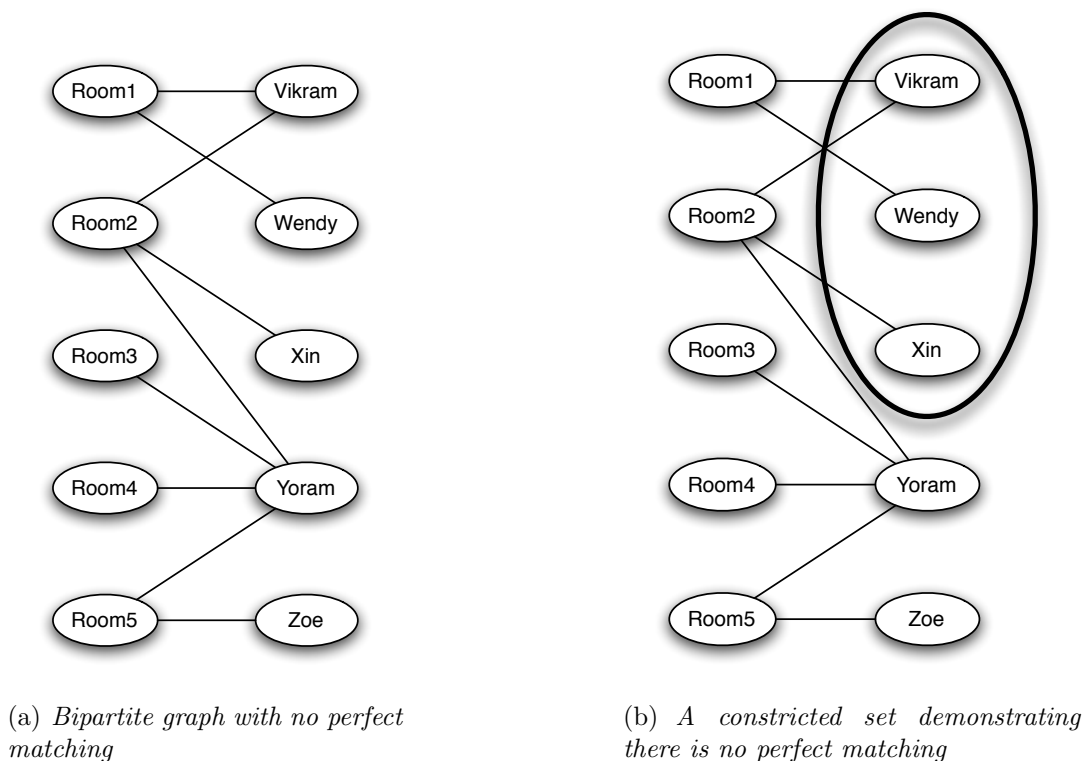 Room1
Vikram
Room2
Wendy
Room3
Xin
Room4
Yoram
Room5
Zoe
(a) Bipartite graph with no perfect
matching
Room1
Vikram
Room2
Wendy
Room3
Xin
Room4
Yoram
Room5
Zoe
(b) A constricted set demonstrating
there is no perfect matching